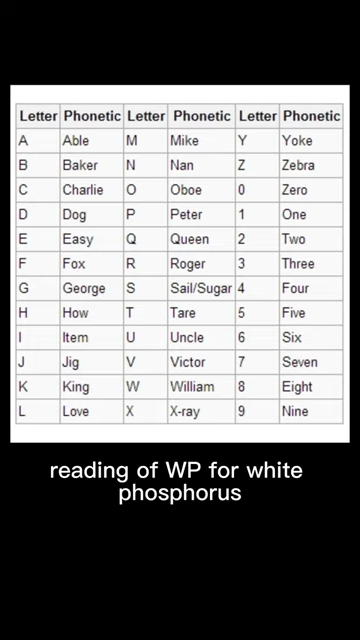 Letter Phonetic Letter Phonetic Letter Phonetic
A Able M Mike Y Yoke
B Baker N Nan Z Zebra
C Charlie O Oboe 0 Zero
D Dog P Peter 1 One
E Easy Q Queen 2 Two
F Fox R Roger 3 Three
G George S Sail/Sugar 4 Four
H How T Tare 5 Five
I Item U Uncle 6 Six
J Jig V Victor 7 Seven
K King W William 8 Eight
L Love X X-ray 9 Nine
reading of WP for white
phosphorus